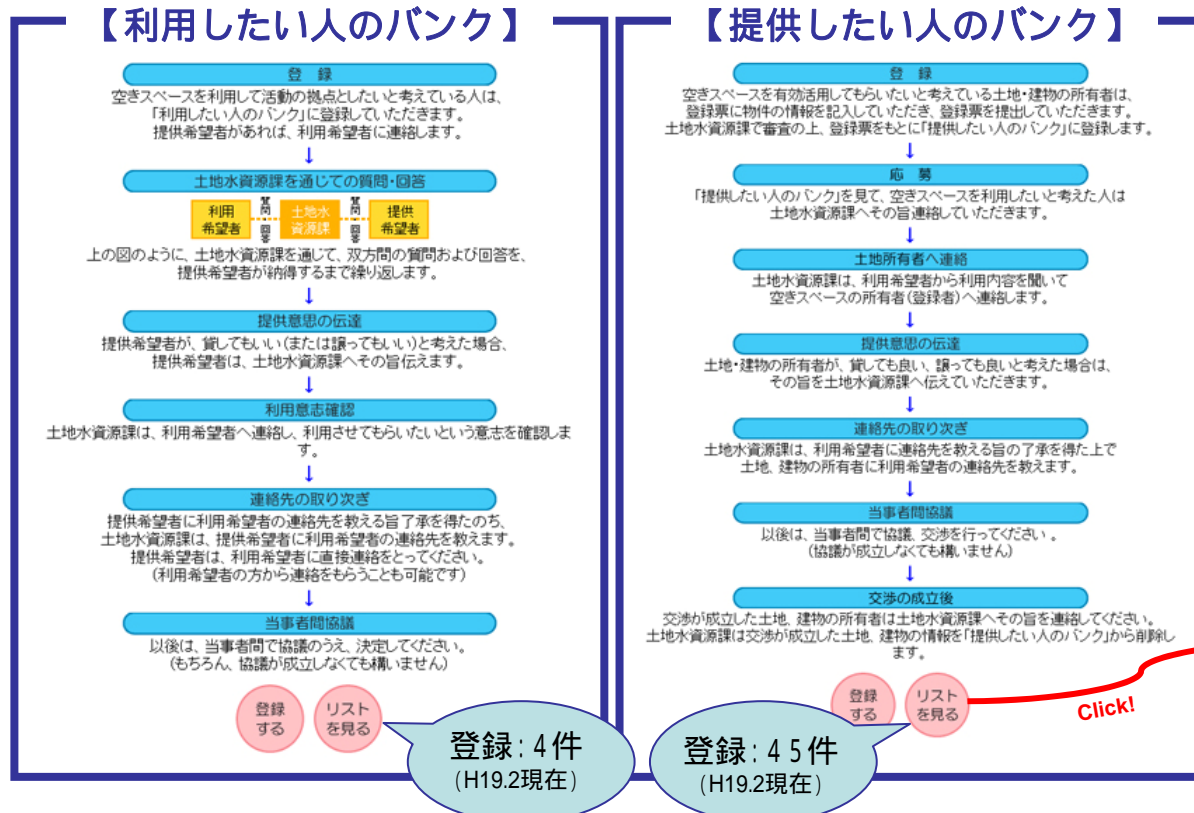 【利用したい人のバンク】
登 録
空きスペースを利用して活動の拠点としたいと考えている人は、
「利用したい人のバンク」に登録していただきます。
提供希望者があれば、利用希望者に連絡します。
↓
土地水資源課を通じての質問・回答
利用
希望者
質問
回答
土地水
資源課
質問
回答
提供
希望者
上の図のように、土地水資源課を通じて、双方間の質問および回答を、
提供希望者が納得するまで繰り返します。
↓
提供意思の伝達
提供希望者が、貸してもいい(または譲ってもいい)と考えた場合、
提供希望者は、土地水資源課へその旨伝えます。
↓
利用意志確認
土地水資源課は、利用希望者へ連絡し、利用させてもらいたいという意志を確認しま
す。
↓
連絡先の取り次ぎ
提供希望者に利用希望者の連絡先を教える旨了承を得たのち、
土地水資源課は、提供希望者に利用希望者の連絡先を教えます。
提供希望者は、利用希望者に直接連絡をとってください。
(利用希望者の方から連絡をもらうことも可能です)
↓
当事者間協議
以後は、当事者間で協議のうえ、決定してください。
(もちろん、協議が成立しなくても構いません)
登録
する
リスト
を見る
登録:4件
(H19.2現在)
【提供したい人のバンク】
登 録
空きスペースを有効活用してもらいたいと考えている土地・建物の所有者は、
登録票に物件の情報を記入していただき、登録票を提出していただきます。
土地水資源課で審査の上、登録票をもとに「提供したい人のバンク」に登録します。
↓
応 募
「提供したい人のバンク」を見て、空きスペースを利用したいと考えた人は
土地水資源課へその旨連絡していただきます。
↓
土地所有者へ連絡
土地水資源課は、利用希望者から利用内容を聞いて
空きスペースの所有者(登録者)へ連絡します。
↓
提供意思の伝達
土地・建物の所有者が、貸しても良い、譲っても良いと考えた場合は、
その旨を土地水資源課へ伝えていただきます。
↓
連絡先の取り次ぎ
土地水資源課は、利用希望者に連絡先を教える旨の了承を得た上で
土地、建物の所有者に利用希望者の連絡先を教えます。
↓
当事者間協議
以後は、当事者間で協議、交渉を行ってください。
(協議が成立しなくても構いません)
↓
交渉の成立後
交渉が成立した土地、建物の所有者は土地水資源課へその旨を連絡してください。
土地水資源課は交渉が成立した土地、建物の情報を「提供したい人のバンク」から削除し
ます。
登録
する
リスト
を見る
Click!
登録:45件
(H19.2現在)